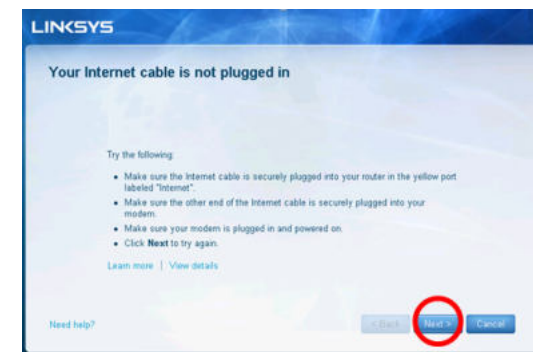 LINKSYS
Your Internet cable is not plugged in
Try the following:
• Make sure the Internet cable is securely plugged into your router in the yellow port
labeled "Internet".
• Make sure the other end of the Internet cable is securely plugged into your
modem.
• Make sure your modem is plugged in and powered on.
• Click Next to try again.
Learn more | View details
Need help? < Back Next > Cancel